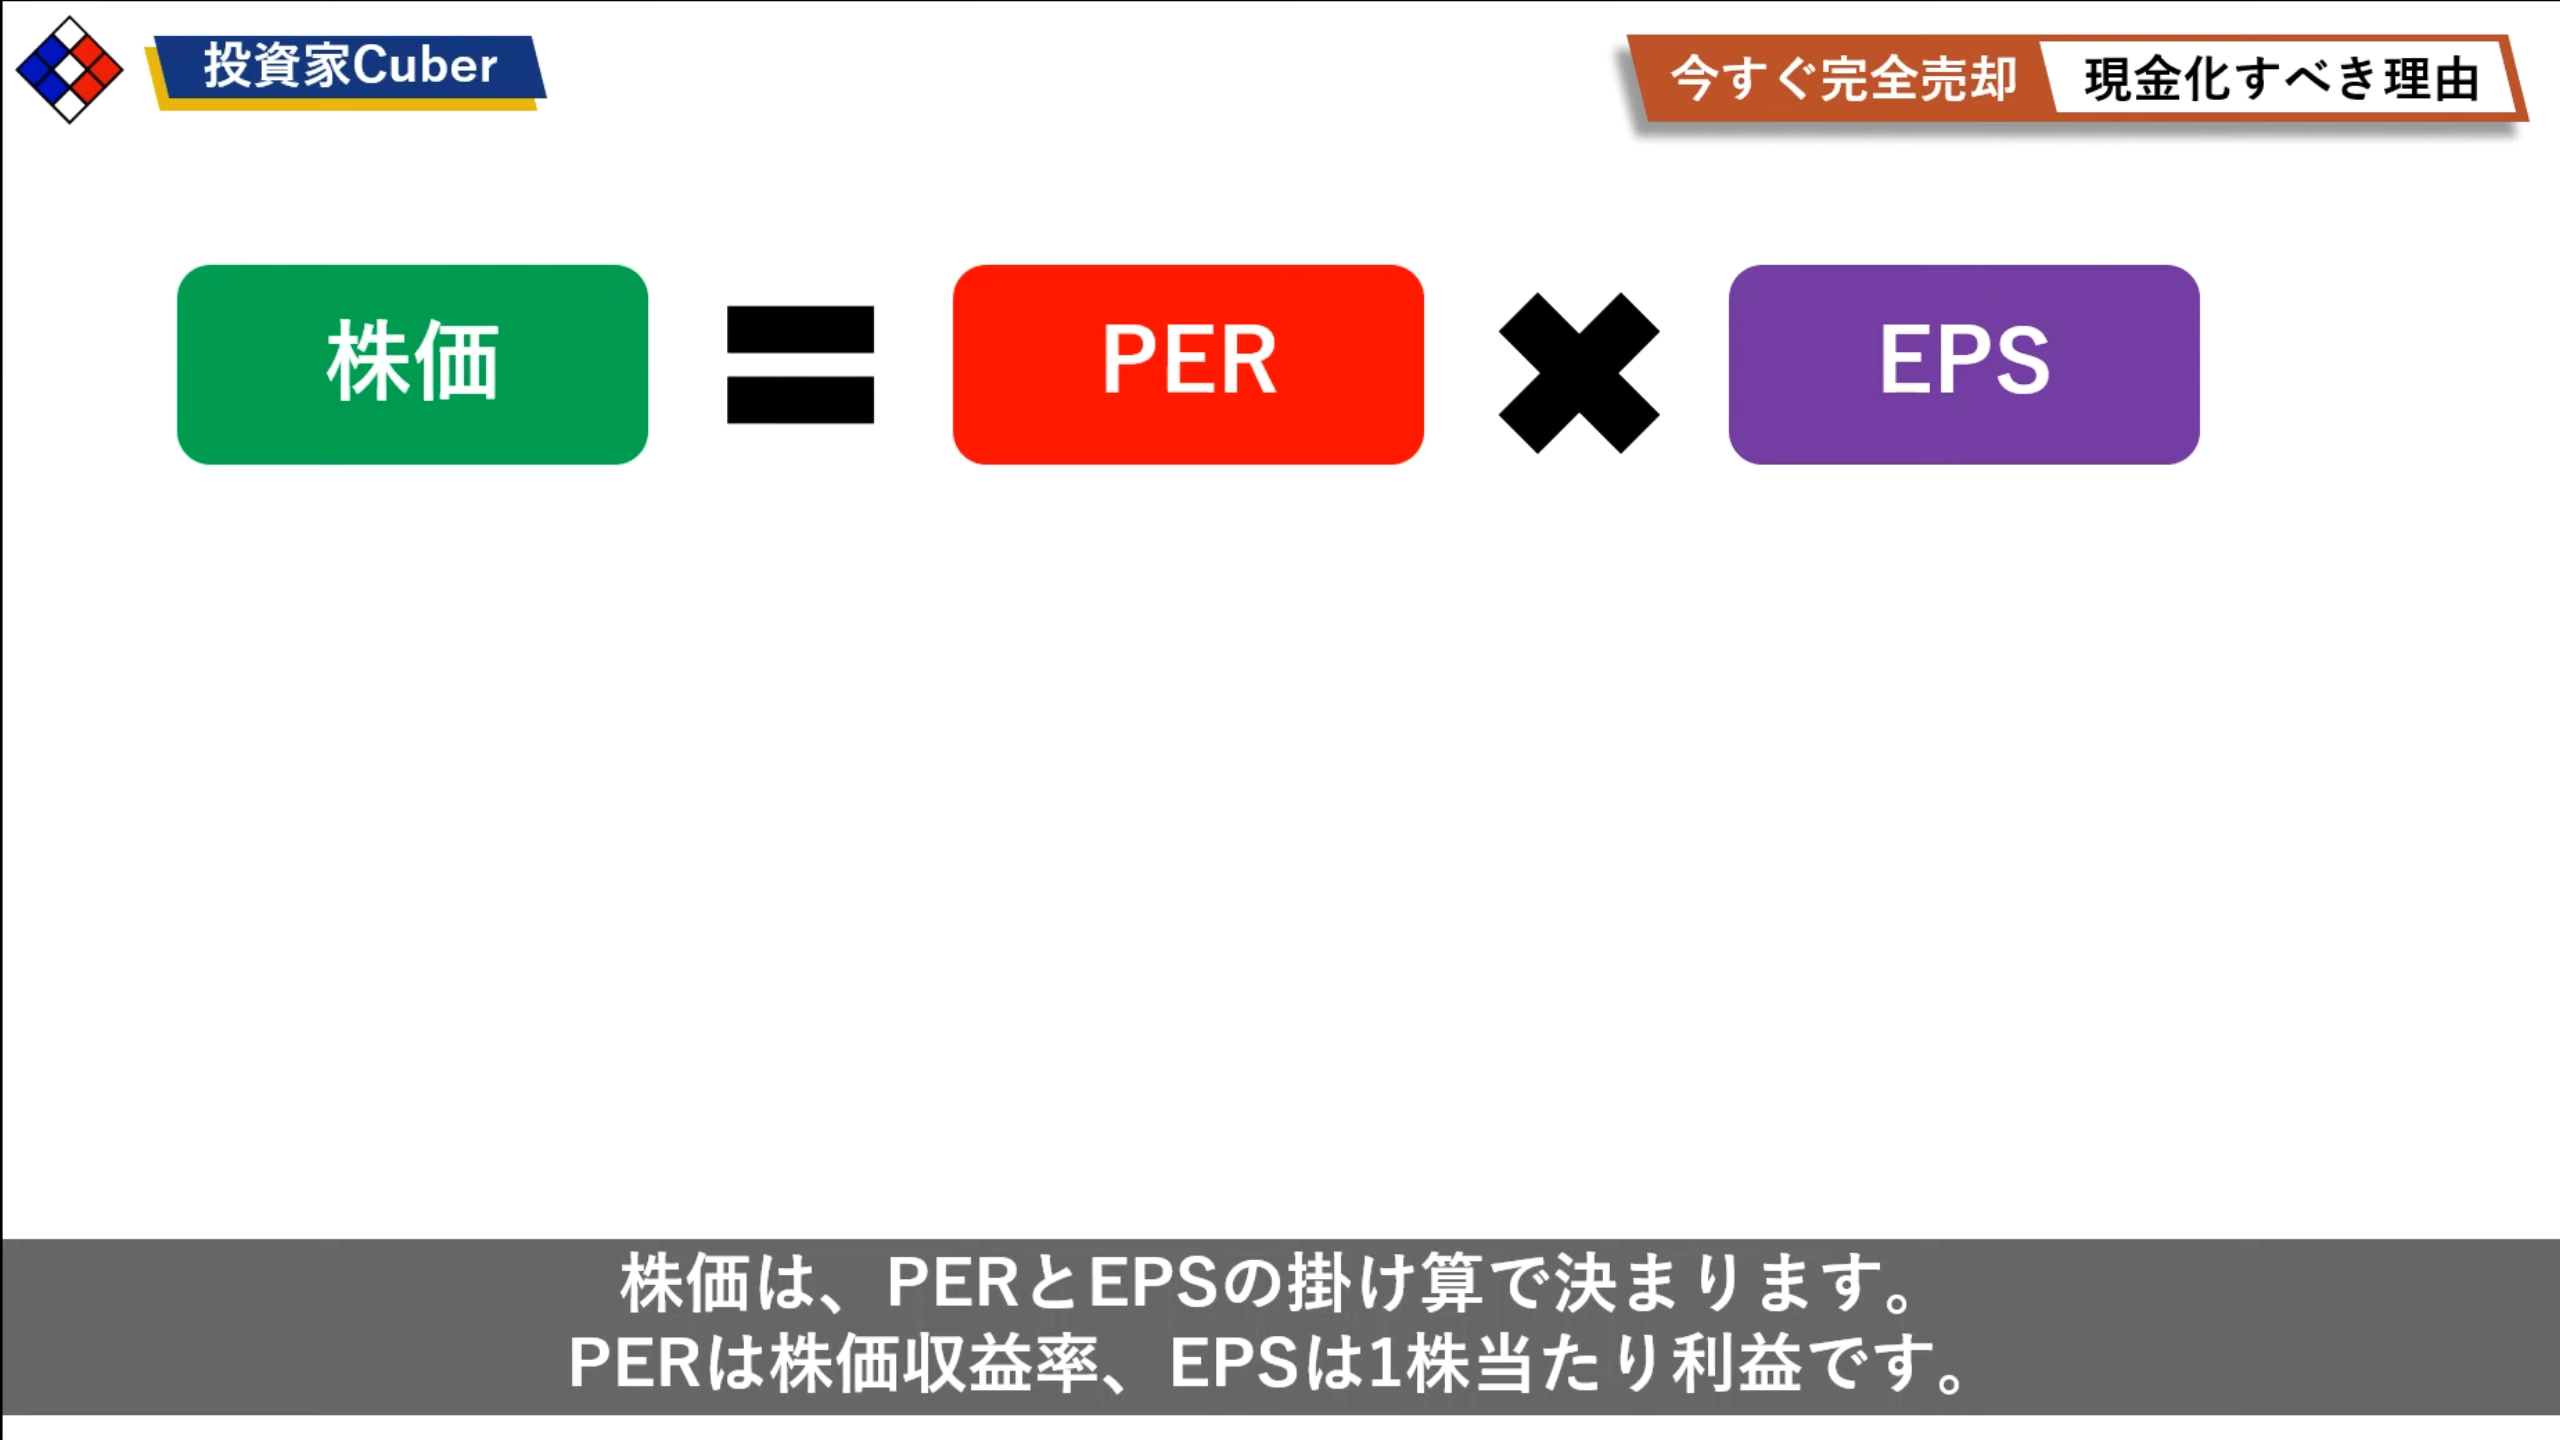 投資家Cuber
今すぐ完全売却 現金化すべき理由
株価 = PER × EPS
株価は、PERとEPSの掛け算で決まります。
PERは株価収益率、EPSは1株当たり利益です。